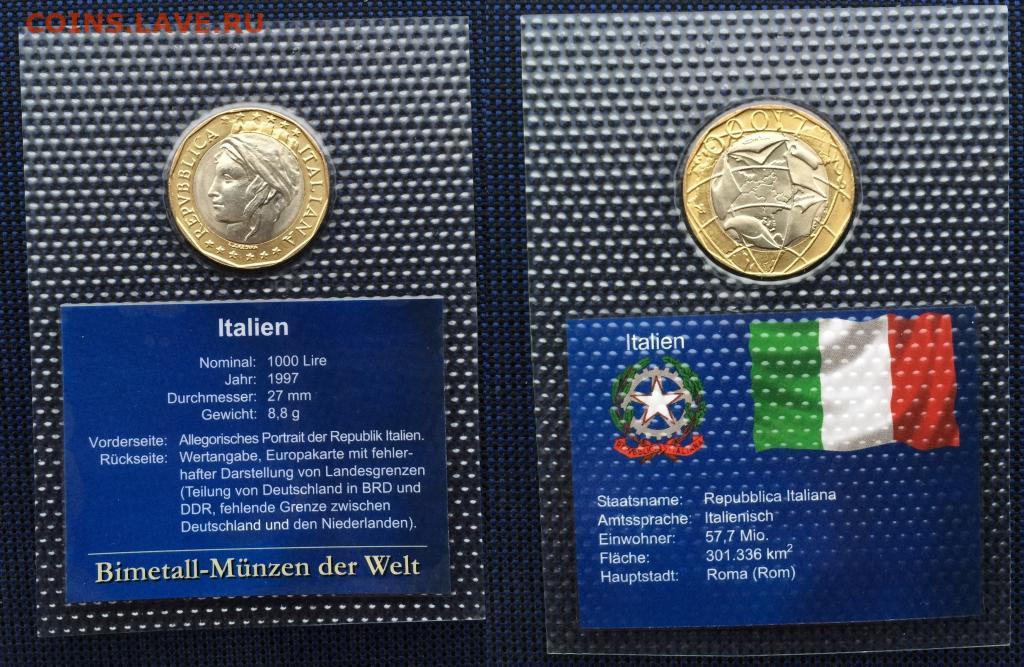 COINS.LAVE.RU
REPVBBLICA ITALIANA
Italien
Nominal: 1000 Lire
Jahr: 1997
Durchmesser: 27 mm
Gewicht: 8,8 g
Vorderseite: Allegorisches Portrait der Republik Italien.
Rückseite: Wertangabe, Europakarte mit fehler-
hafter Darstellung von Landesgrenzen
(Teilung von Deutschland in BRD und
DDR, fehlende Grenze zwischen
Deutschland und den Niederlanden).
Bimetall-Münzen der Welt
Italien
Staatsname: Repubblica Italiana
Amtssprache: Italienisch
Einwohner: 57,7 Mio.
Fläche: 301.336 km²
Hauptstadt: Roma (Rom)